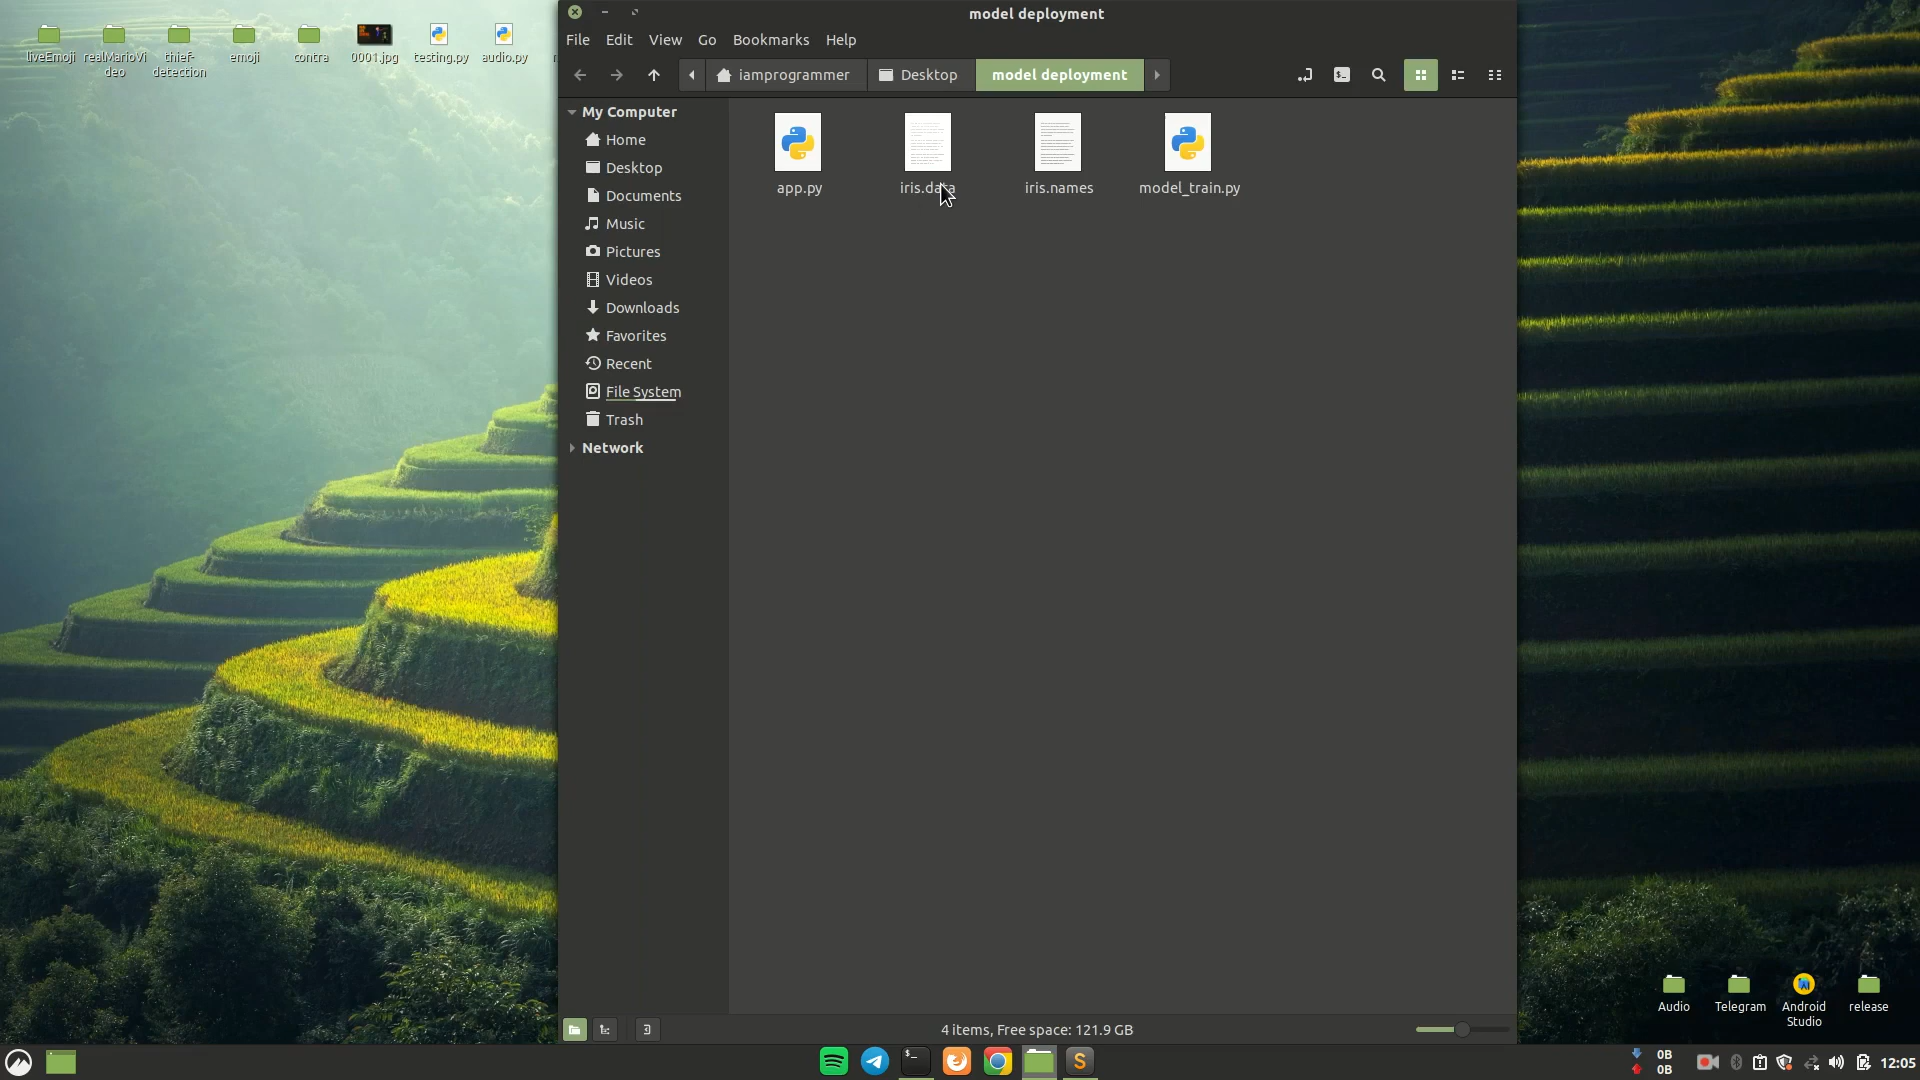 model deployment
File Edit View Go Bookmarks Help
iamprogrammer Desktop model deployment
My Computer
Home
Desktop
Documents
Music
Pictures
Videos
Downloads
Favorites
Recent
File System
Trash
Network
app.py
iris.data
iris.names
model_train.py
4 items, Free space: 121.9 GB
liveEmoji
realMarioVi
deo
thief-
detection
emoji
contra
0001.jpg
testing.py
audio.py
Audio
Telegram
Android
Studio
release
0B
0B
12:05